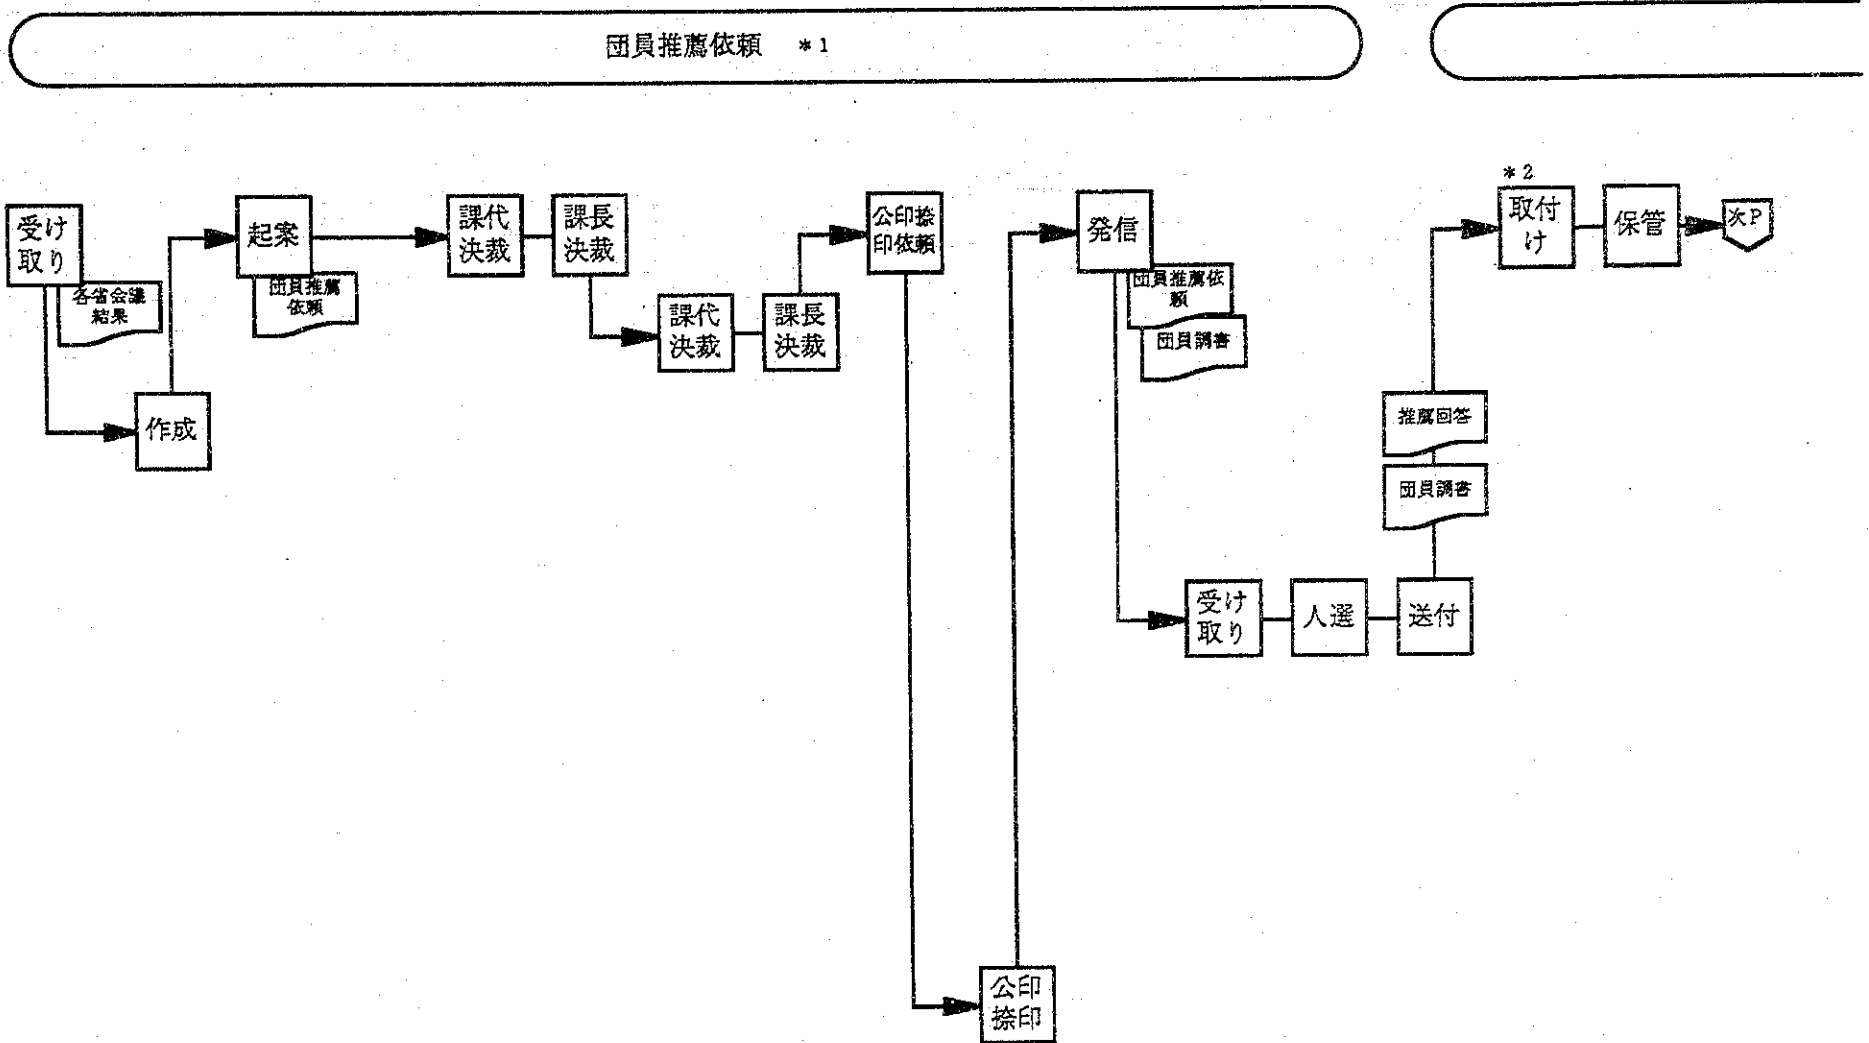 団員推薦依頼 *1
受け
取り
各省会議
結果
作成
起案
団員推薦
依頼
課代
決裁
課長
決裁
課代
決裁
課長
決裁
公印捺
印依頼
公印
捺印
発信
団員推薦依
頼
団員調書
受け
取り
人選
送付
団員調書
推薦回答
*2
取付
け
保管
次P